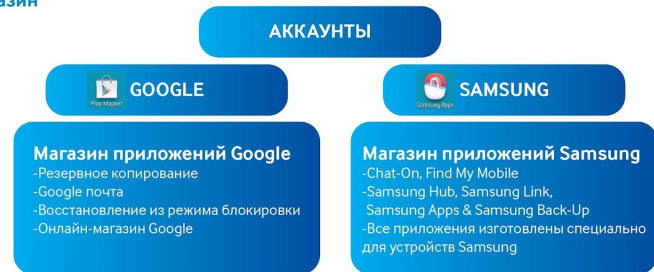 азин
АККАУНТЫ
GOOGLE
Play Маркет
SAMSUNG
Samsung Apps
Магазин приложений Google
-Резервное копирование
-Google почта
-Восстановление из режима блокировки
-Онлайн-магазин Google
Магазин приложений Samsung
-Chat-On, Find My Mobile
-Samsung Hub, Samsung Link,
Samsung Apps & Samsung Back-Up
-Все приложения изготовлены специально
для устройств Samsung